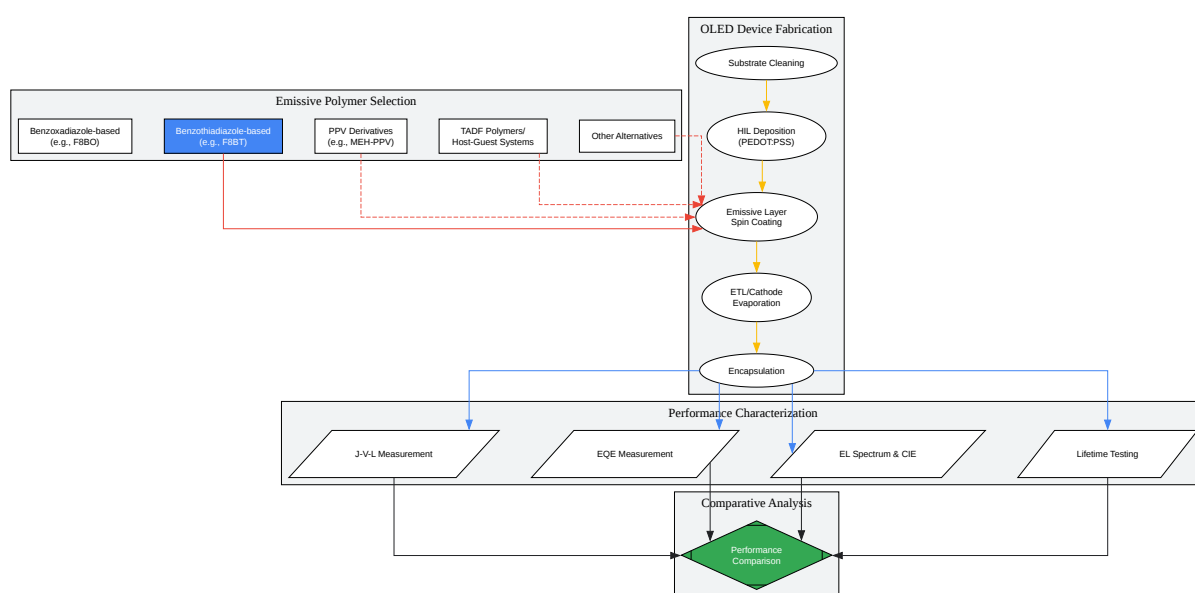 OLED Device Fabrication
Substrate Cleaning
Emissive Polymer Selection
Benzoxadiazole-based
(e.g., F8BO)
Benzothiadiazole-based
(e.g., F8BT)
PPV Derivatives
(e.g., MEH-PPV)
TADF Polymers/
Host-Guest Systems
Other Alternatives
HIL Deposition
(PEDOT:PSS)
Emissive Layer
Spin Coating
ETL/Cathode
Evaporation
Encapsulation
Performance Characterization
J-V-L Measurement
EQE Measurement
EL Spectrum & CIE
Lifetime Testing
Comparative Analysis
Performance
Comparison